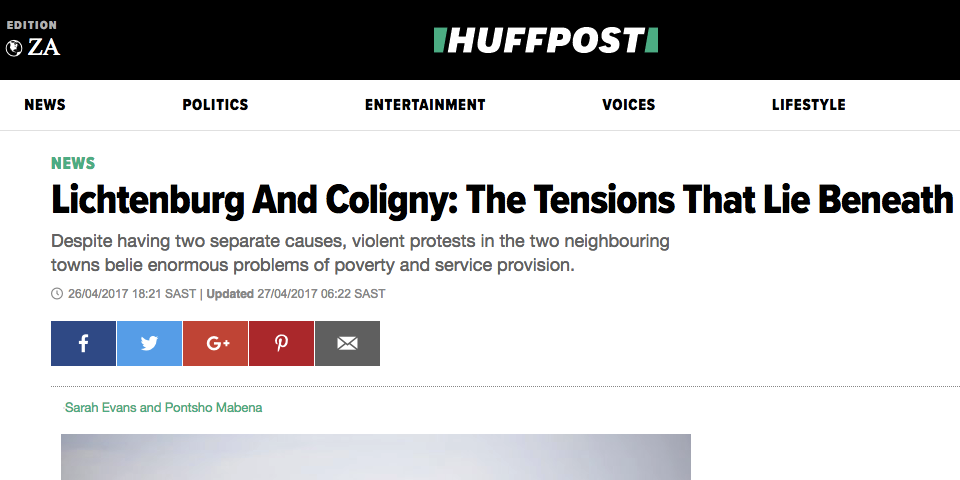 EDITION
ZA
HUFFPOST
NEWS POLITICS ENTERTAINMENT VOICES LIFESTYLE
NEWS
Lichtenburg And Coligny: The Tensions That Lie Beneath
Despite having two separate causes, violent protests in the two neighbouring
towns belie enormous problems of poverty and service provision.
26/04/2017 18:21 SAST | Updated 27/04/2017 06:22 SAST
f G+
Sarah Evans and Pontsho Mabena